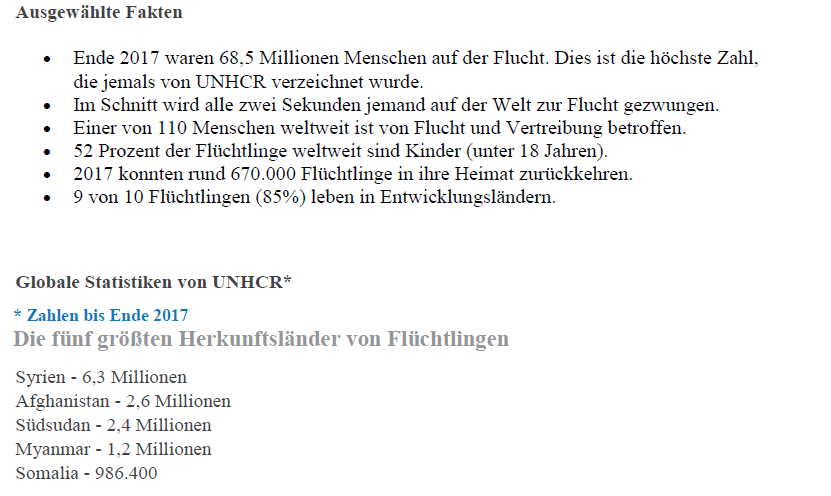 Ausgewählte Fakten
• Ende 2017 waren 68,5 Millionen Menschen auf der Flucht. Dies ist die höchste Zahl,
die jemals von UNHCR verzeichnet wurde.
• Im Schnitt wird alle zwei Sekunden jemand auf der Welt zur Flucht gezwungen.
• Einer von 110 Menschen weltweit ist von Flucht und Vertreibung betroffen.
• 52 Prozent der Flüchtlinge weltweit sind Kinder (unter 18 Jahren).
• 2017 konnten rund 670.000 Flüchtlinge in ihre Heimat zurückkehren.
• 9 von 10 Flüchtlingen (85%) leben in Entwicklungsländern.
Globale Statistiken von UNHCR*
* Zahlen bis Ende 2017
Die fünf größten Herkunftsländer von Flüchtlingen
Syrien - 6,3 Millionen
Afghanistan - 2,6 Millionen
Südsudan - 2,4 Millionen
Myanmar - 1,2 Millionen
Somalia - 986.400